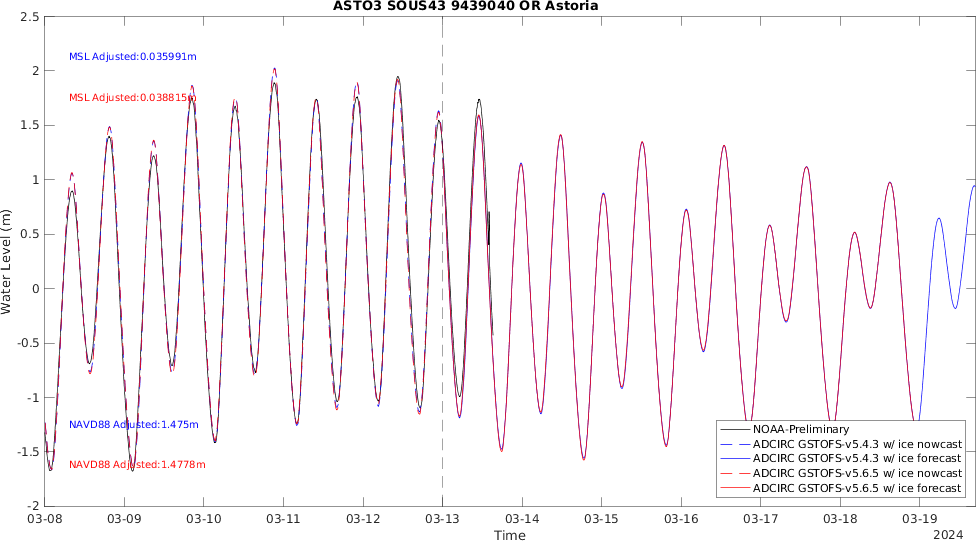 ASTO3 SOUS43 9439040 OR Astoria
2.5
2
1.5
1
0.5
0
-0.5
-1
-1.5
-2
Water Level (m)
MSL Adjusted:0.035991m
MSL Adjusted:0.038815m
NAVD88 Adjusted:1.475m
NAVD88 Adjusted:1.4778m
NOAA-Preliminary
ADCIRC GSTOFS-v5.4.3 w/ ice nowcast
ADCIRC GSTOFS-v5.4.3 w/ ice forecast
ADCIRC GSTOFS-v5.6.5 w/ ice nowcast
ADCIRC GSTOFS-v5.6.5 w/ ice forecast
03-08 03-09 03-10 03-11 03-12 03-13 03-14 03-15 03-16 03-17 03-18 03-19
Time
2024